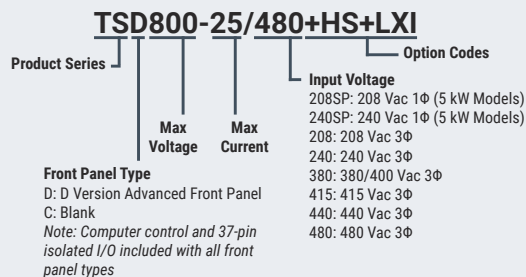 TSD800-25/480+HS+LXI
Product Series
Option Codes
Max
Voltage
Max
Current
Front Panel Type
D: D Version Advanced Front Panel
C: Blank
Note: Computer control and 37-pin
isolated I/O included with all front
panel types
Input Voltage
208SP: 208 Vac 1Φ (5 kW Models)
240SP: 240 Vac 1Φ (5 kW Models)
208: 208 Vac 3Φ
240: 240 Vac 3Φ
380: 380/400 Vac 3Φ
415: 415 Vac 3Φ
440: 440 Vac 3Φ
480: 480 Vac 3Φ